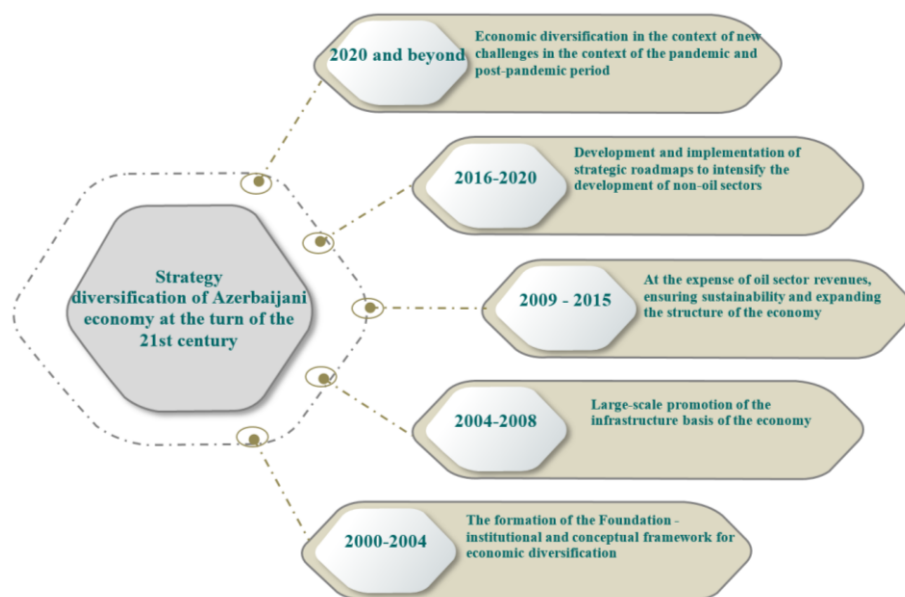 2020 and beyond
Economic diversification in the context of new
challenges in the context of the pandemic and
post-pandemic period
2016-2020
Development and implementation of
strategic roadmaps to intensify the
development of non-oil sectors
Strategy
diversification of Azerbaijani
economy at the turn of the
21st century
2009 - 2015
At the expense of oil sector revenues,
ensuring sustainability and expanding
the structure of the economy
2004-2008
Large-scale promotion of the
infrastructure basis of the economy
2000-2004
The formation of the Foundation -
institutional and conceptual framework for
economic diversification